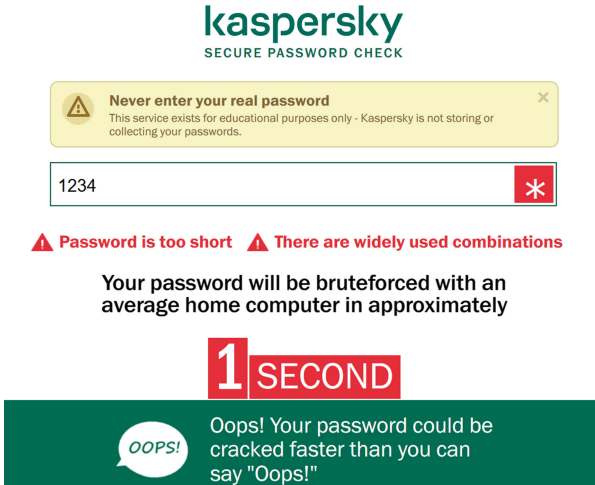 kaspersky
SECURE PASSWORD CHECK
Never enter your real password
This service exists for educational purposes only - Kaspersky is not storing or
collecting your passwords.
1234
Password is too short There are widely used combinations
Your password will be bruteforced with an
average home computer in approximately
1 SECOND
OOPS!
Oops! Your password could be
cracked faster than you can
say "Oops!"